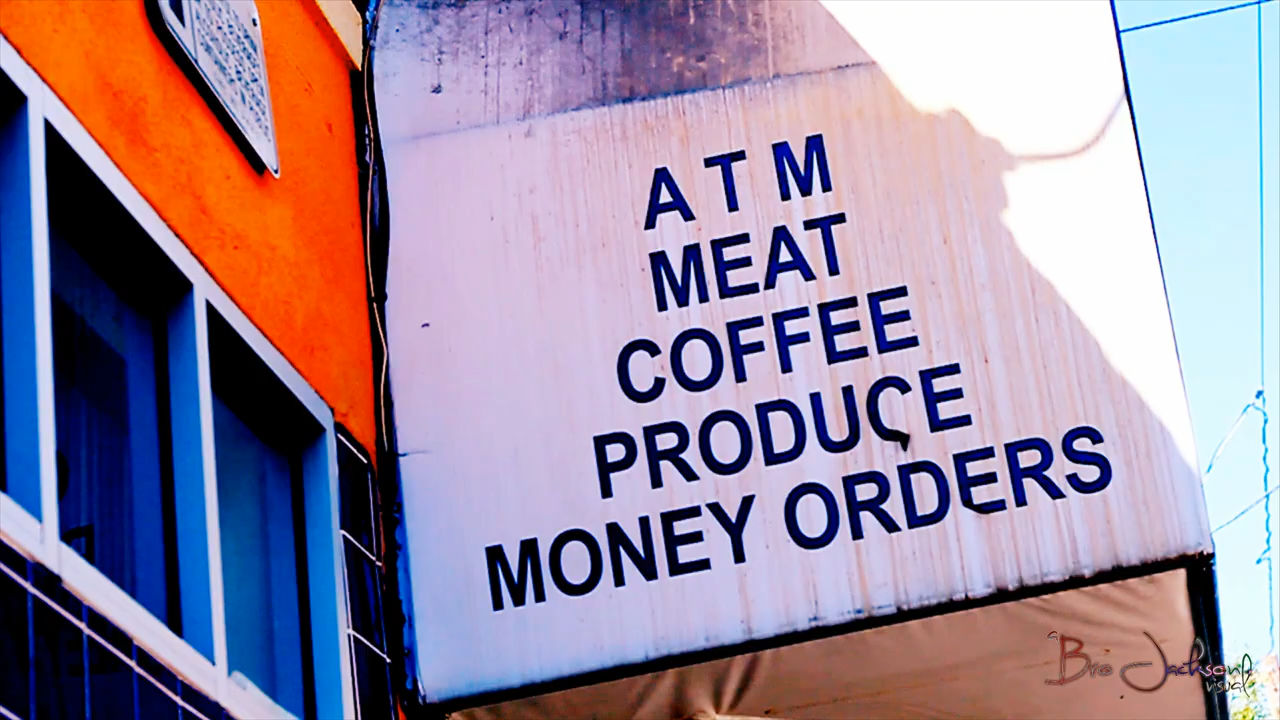 ATM
MEAT
COFFEE
PRODUCE
MONEY ORDERS
Bre Jackson
visual